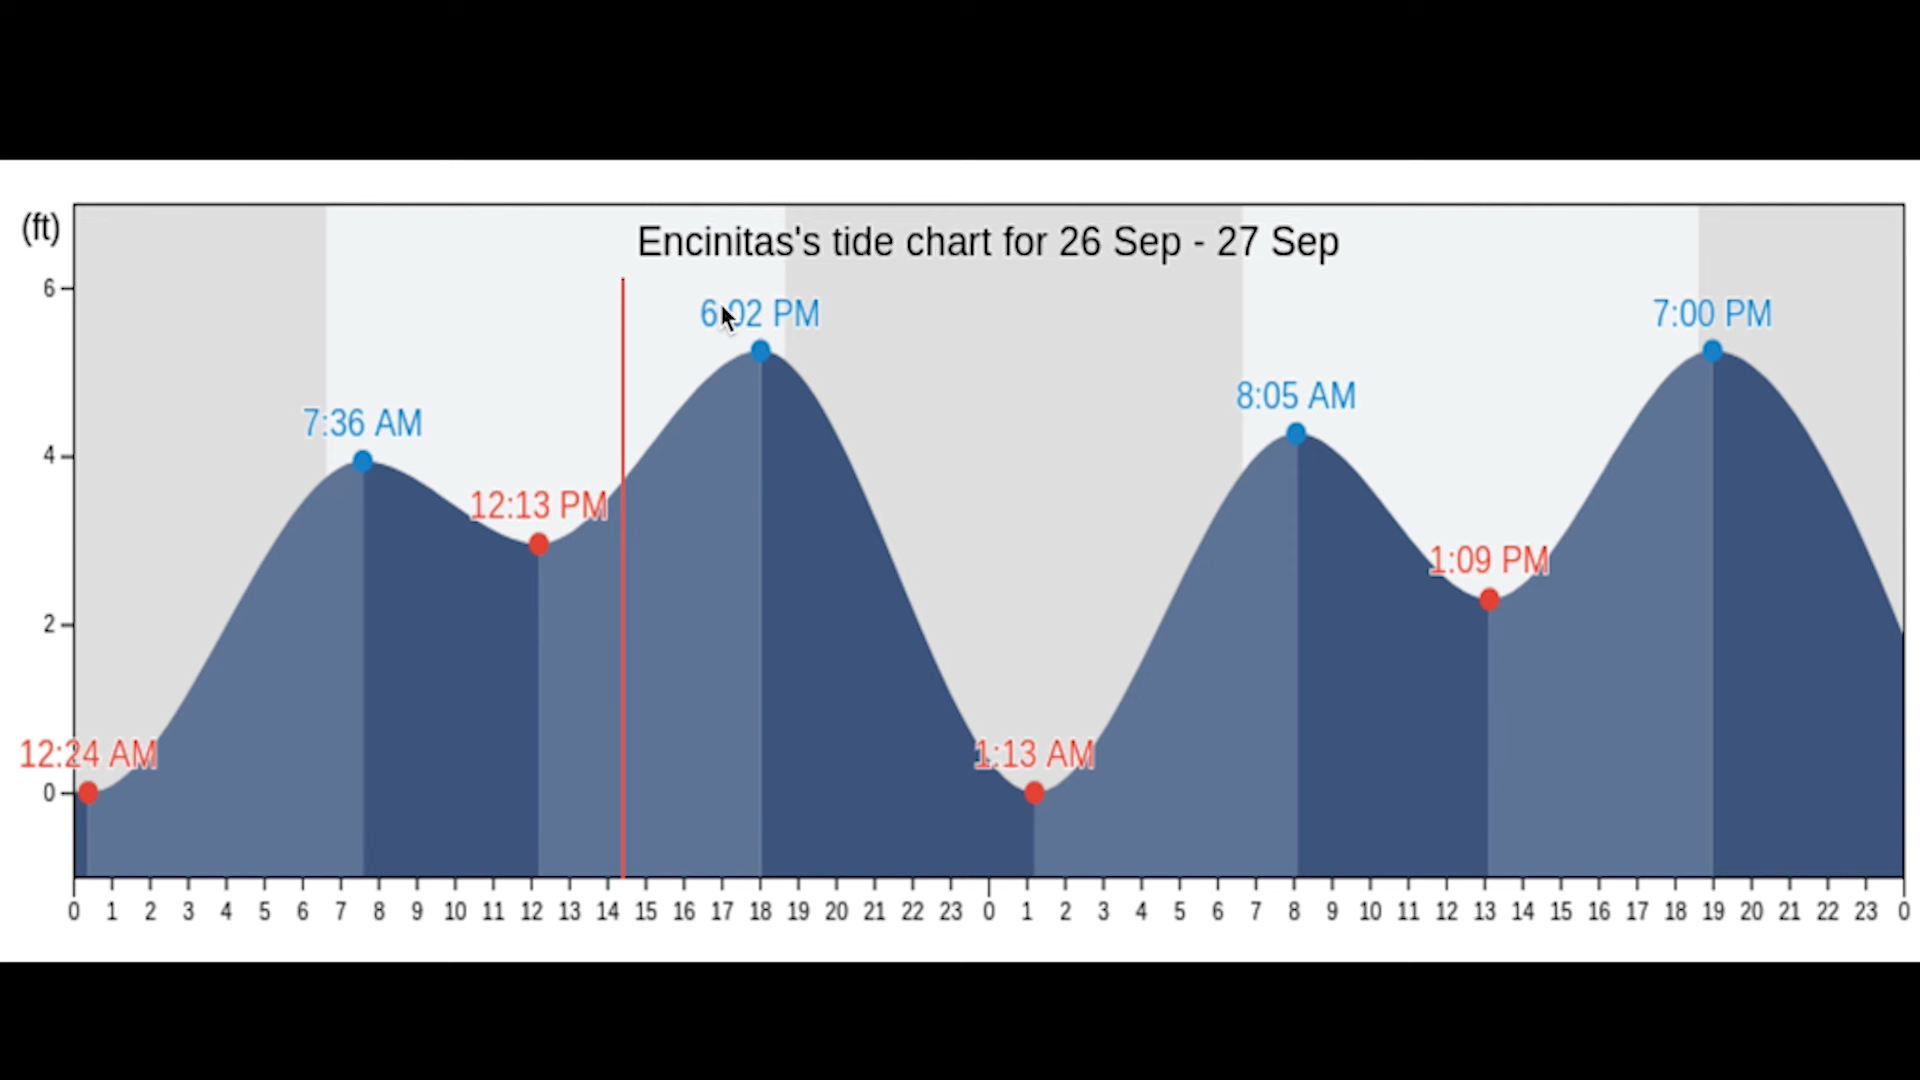 (ft)
Encinitas's tide chart for 26 Sep - 27 Sep
6
6:02 PM
7:00 PM
8:05 AM
7:36 AM
4
12:13 PM
1:09 PM
2
12:24 AM
1:13 AM
0
0 1 2 3 4 5 6 7 8 9 10 11 12 13 14 15 16 17 18 19 20 21 22 23 0 1 2 3 4 5 6 7 8 9 10 11 12 13 14 15 16 17 18 19 20 21 22 23 0